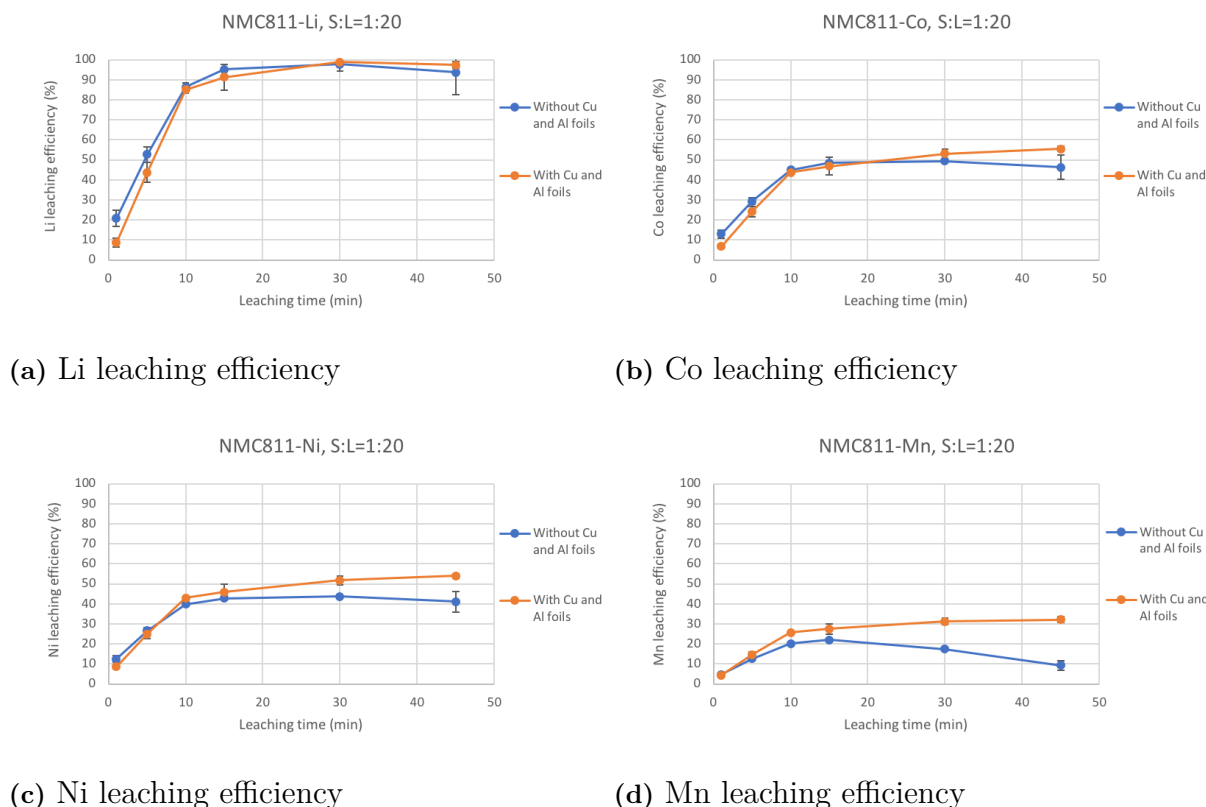 NMC811-Li, S:L=1:20
Li leaching efficiency (%)
100
90
80
70
60
50
40
30
20
10
0
0 10 20 30 40 50
Leaching time (min)
Without Cu
and Al foils
With Cu and
Al foils
(a) Li leaching efficiency
NMC811-Co, S:L=1:20
Co leaching efficiency (%)
100
90
80
70
60
50
40
30
20
10
0
0 10 20 30 40 50
Leaching time (min)
Without Cu
and Al foils
With Cu and
Al foils
(b) Co leaching efficiency
NMC811-Ni, S:L=1:20
Ni leaching efficiency (%)
100
90
80
70
60
50
40
30
20
10
0
0 10 20 30 40 50
Leaching time (min)
Without Cu
and Al foils
With Cu and
Al foils
(c) Ni leaching efficiency
NMC811-Mn, S:L=1:20
Mn leaching efficiency (%)
100
90
80
70
60
50
40
30
20
10
0
0 10 20 30 40 50
Leaching time (min)
Without Cu
and Al foils
With Cu and
Al foils
(d) Mn leaching efficiency